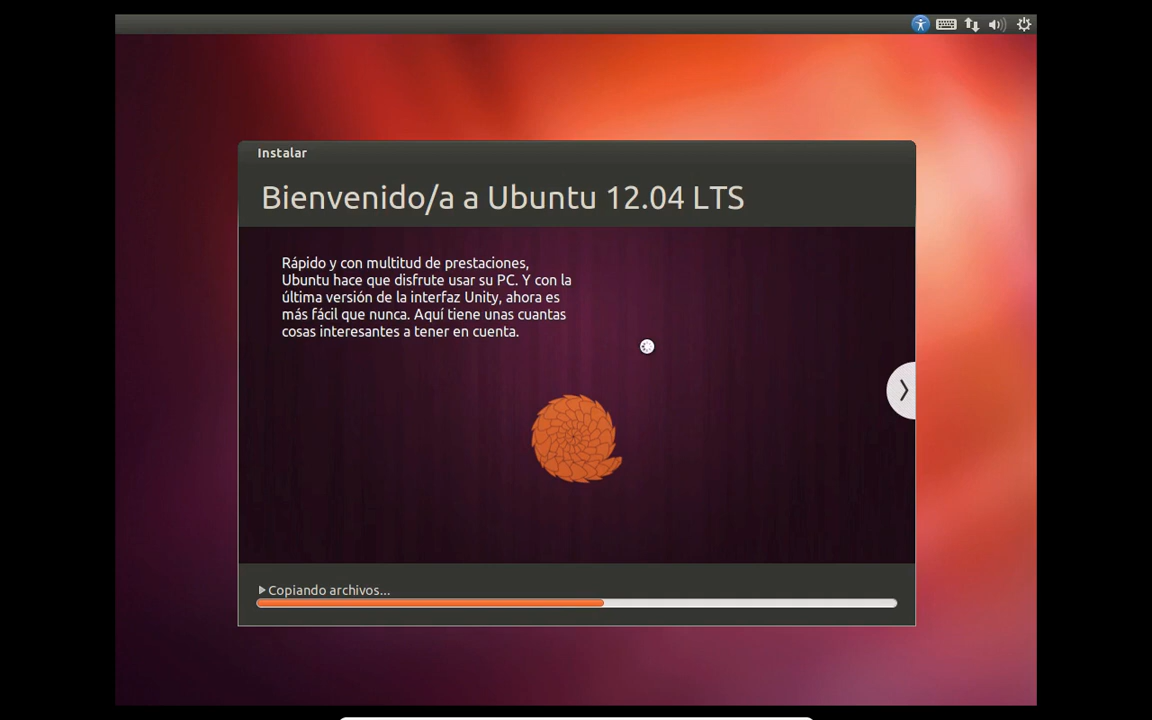 Instalar
Bienvenido/a a Ubuntu 12.04 LTS
Rápido y con multitud de prestaciones,
Ubuntu hace que disfrute usar su PC. Y con la
última versión de la interfaz Unity, ahora es
más fácil que nunca. Aquí tiene unas cuantas
cosas interesantes a tener en cuenta.
Copiando archivos...